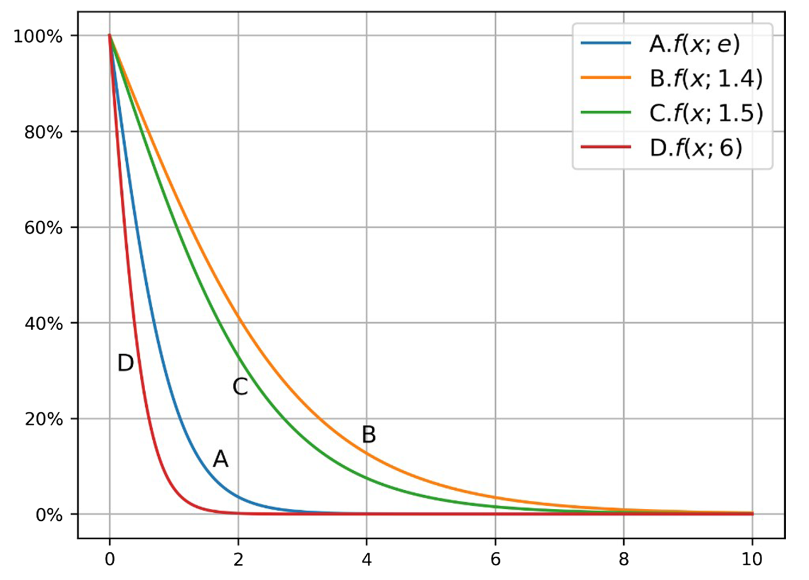 100%
80%
60%
40%
20%
0%
0 2 4 6 8 10
A.f(x; e)
B.f(x; 1.4)
C.f(x; 1.5)
D.f(x; 6)
D
C
B
A